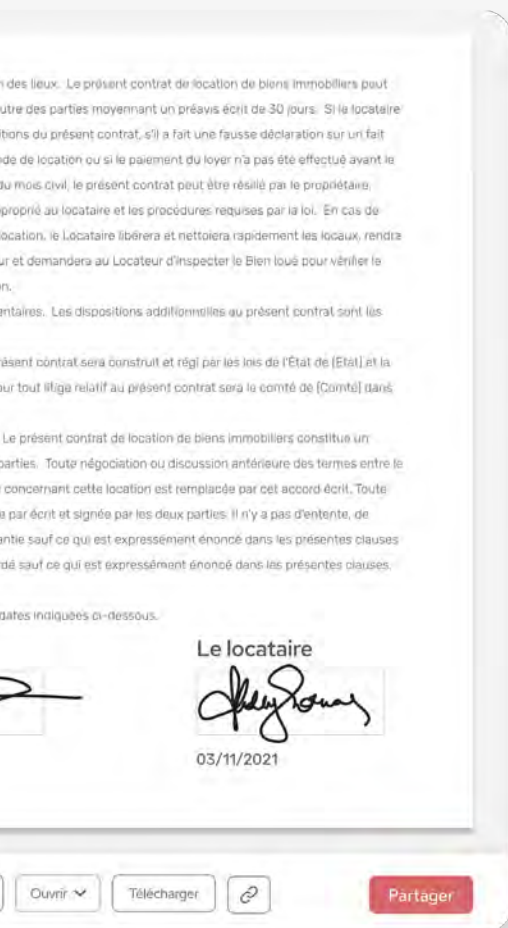 des lieux. Le présent contrat de location de biens immobiliers peut
utre des parties moyennant un préavis écrit de 30 jours. Si le locataire
itions du présent contrat, s'il a fait une fausse déclaration sur un fait
de de location ou si le paiement du loyer n'a pas été effectué avant le
du mois civil, le présent contrat peut être résilié par le propriétaire,
proprié au locataire et les procédures requises par la loi. En cas de
ocation, le Locataire libérera et nettoiera rapidement les locaux, rendra
ur et demandera au Locateur d'inspecter le Bien loué pour vérifier le
on.
entaires. Les dispositions additionnelles au présent contrat sont les
résent contrat sera construit et régi par les lois de l'État de [État] et la
our tout litige relatif au présent contrat sera le comté de [Comté] dans
Le présent contrat de location de biens immobiliers constitue un
parties. Toute négociation ou discussion antérieure des termes entre le
concernant cette location est remplacée par cet accord écrit. Toute
e par écrit et signée par les deux parties. Il n'y a pas d'entente, de
antie sauf ce qui est expressément énoncé dans les présentes clauses
rdé sauf ce qui est expressément énoncé dans les présentes clauses.
dates indiquées ci-dessous.
Le locataire
03/11/2021
Ouvrir
Télécharger
Partager